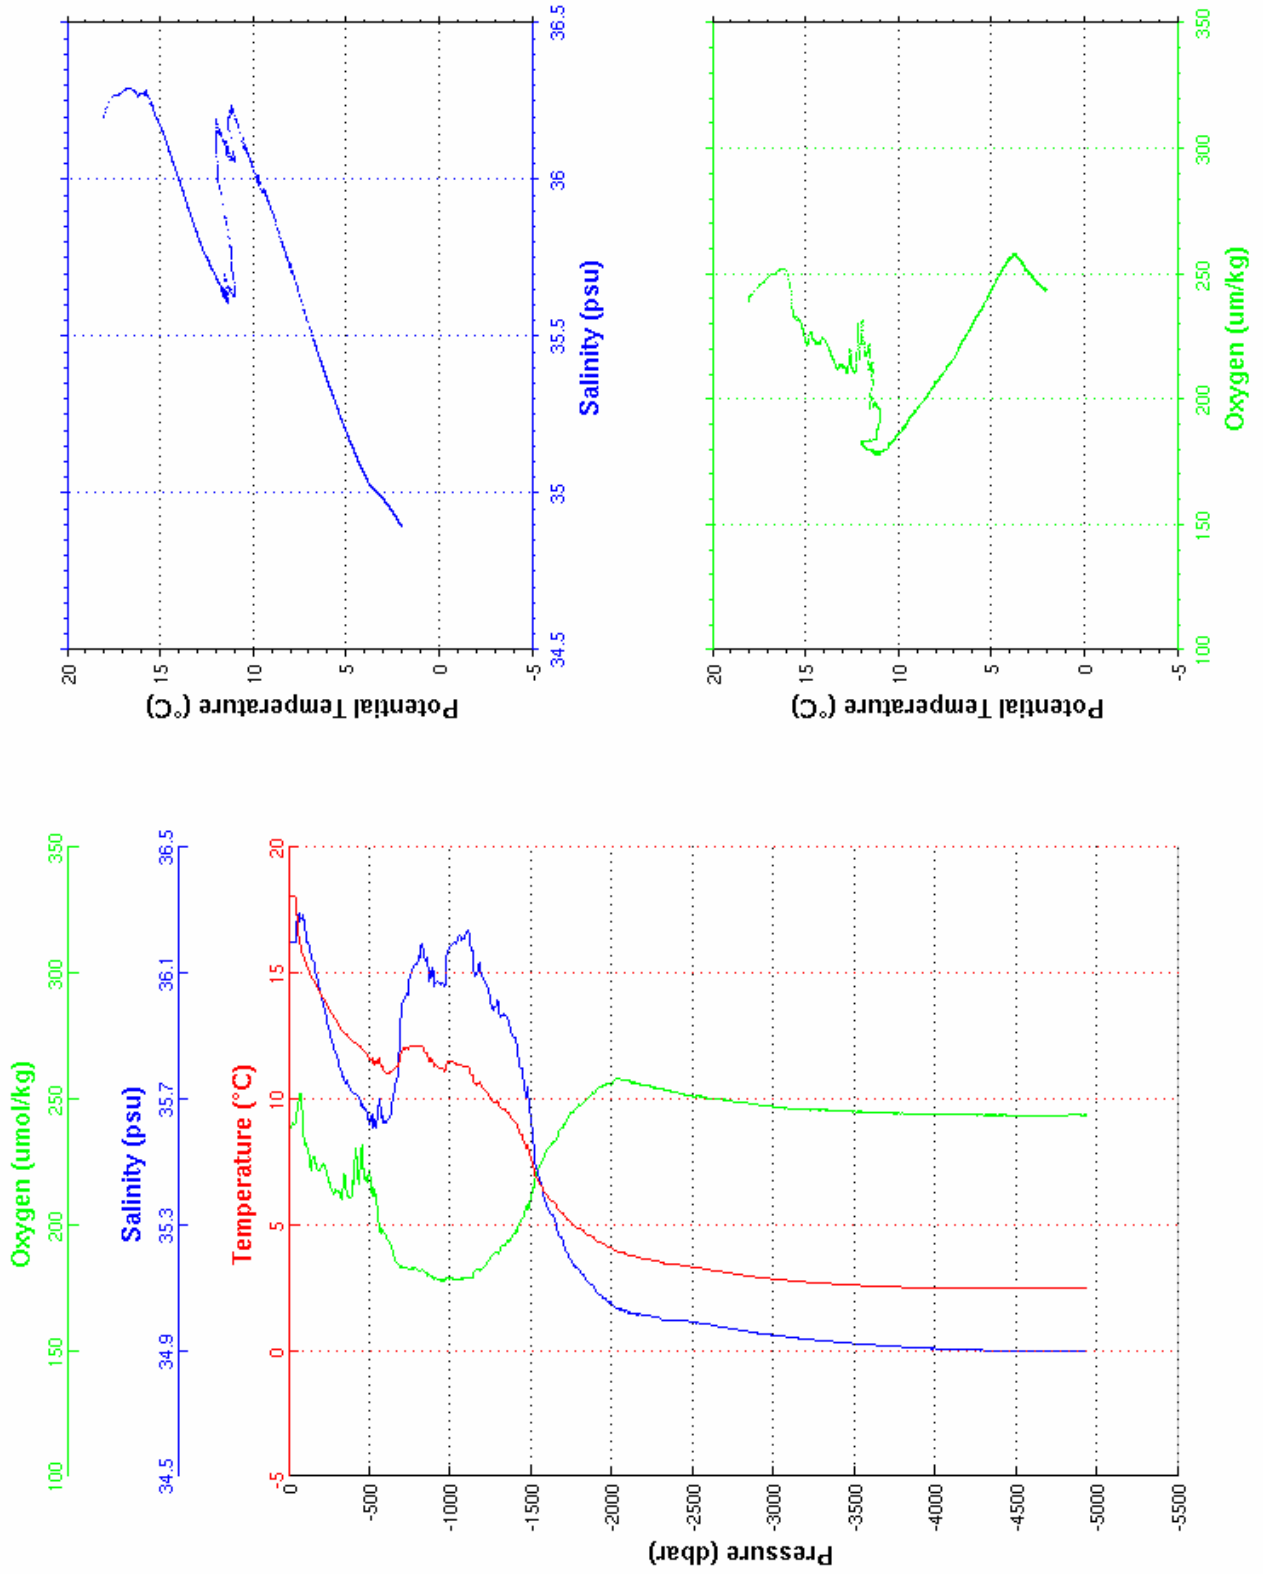 Oxygen (umol/kg)
100 150 200 250 300 350
Salinity (psu)
34.5 34.9 35.3 35.7 36.1 36.5
Temperature (°C)
-5 0 5 10 15 20
0
-500
-1000
-1500
-2000
-2500
-3000
-3500
-4000
-4500
-5000
-5500
Pressure (dbar)
20
15
10
5
0
-5
Potential Temperature (°C)
34.5 35 35.5 36 36.5
Salinity (psu)
20
15
10
5
0
-5
Potential Temperature (°C)
100 150 200 250 300 350
Oxygen (um/kg)